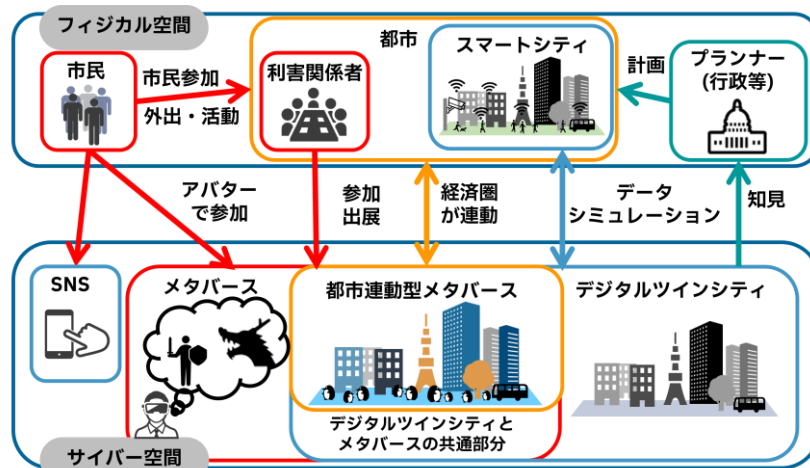 フィジカル空間
都市
スマートシティ
市民
市民参加
外出・活動
利害関係者
計画
プランナー
(行政等)
アバター
で参加
参加
出展
経済圏
が連動
データ
シミュレーション
知見
SNS
メタバース
都市連動型メタバース
デジタルツインシティ
デジタルツインシティと
メタバースの共通部分
サイバー空間